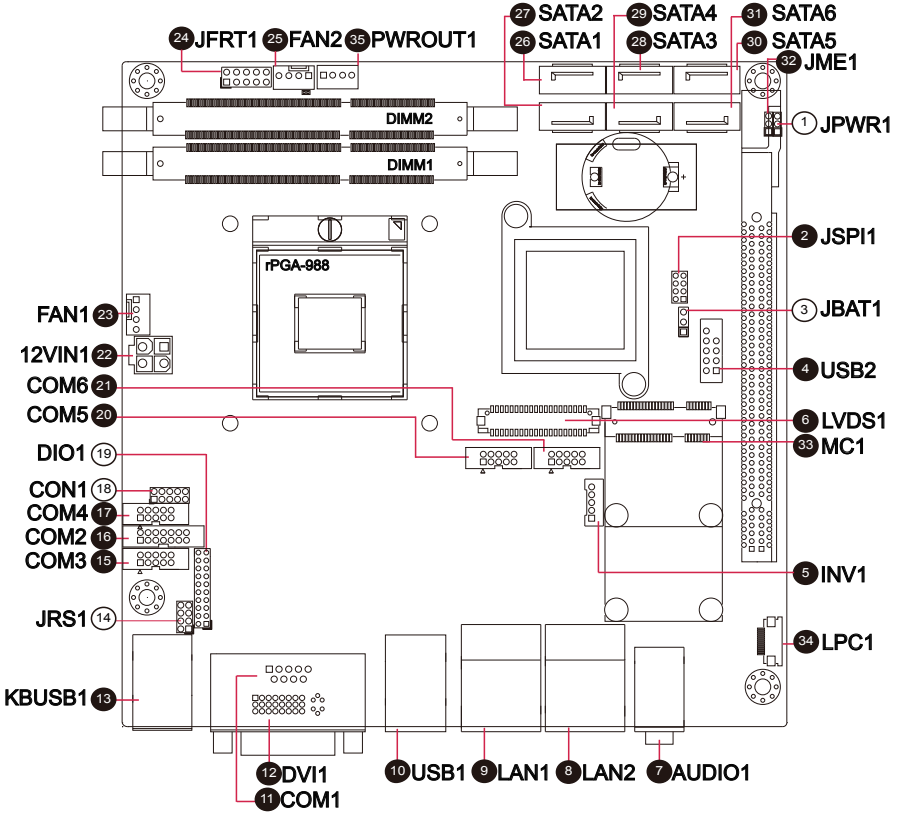 27 SATA2 29 SATA4 31 SATA6
24 JFRT1 25 FAN2 35 PWROUT1 26 SATA1 28 SATA3 30 SATA5
32 JME1
DIMM2
1 JPWR1
DIMM1
+
2 JSPI1
rPGA-988
FAN1 23
3 JBAT1
12VIN1 22
4 USB2
COM6 21
COM5 20
6 LVDS1
33 MC1
DIO1 19
CON1 18
COM4 17
COM2 16
COM3 15
5 INV1
JRS1 14
34 LPC1
KBUSB1 13
12 DVI1 10 USB1 9 LAN1 8 LAN2 7 AUDIO1
11 COM1